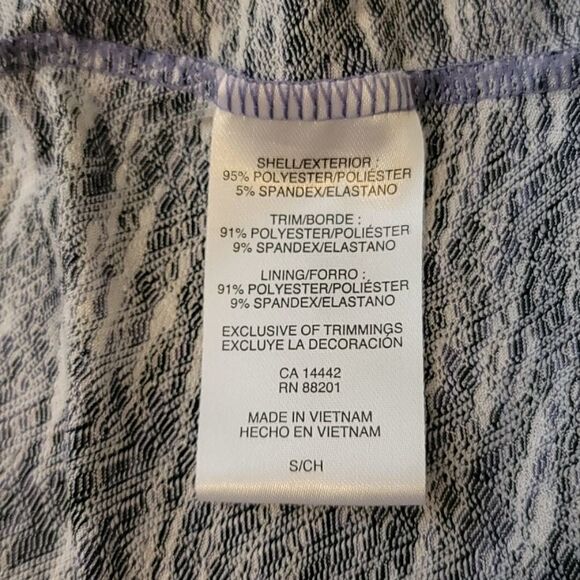 SHELL/EXTERIOR :
95% POLYESTER/POLIÉSTER
5% SPANDEX/ELASTANO
TRIM/BORDE :
91% POLYESTER/POLIÉSTER
9% SPANDEX/ELASTANO
LINING/FORRO :
91% POLYESTER/POLIÉSTER
9% SPANDEX/ELASTANO
EXCLUSIVE OF TRIMMINGS
EXCLUYE LA DECORACIÓN
CA 14442
RN 88201
MADE IN VIETNAM
HECHO EN VIETNAM
S/CH